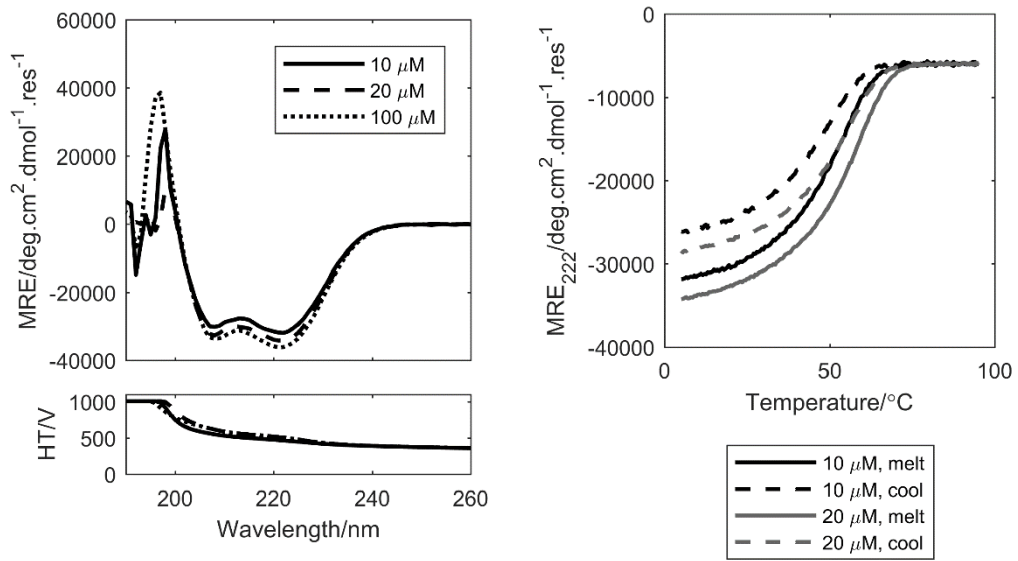 60000
40000
20000
0
-20000
-40000
MRE/deg.cm².dmol⁻¹.res⁻¹
10 μM
20 μM
100 μM
1000
500
0
HT/V
200
220
240
260
Wavelength/nm
0
-10000
-20000
-30000
-40000
MRE₂₂₂/deg.cm².dmol⁻¹.res⁻¹
0
50
100
Temperature/°C
10 μM, melt
10 μM, cool
20 μM, melt
20 μM, cool